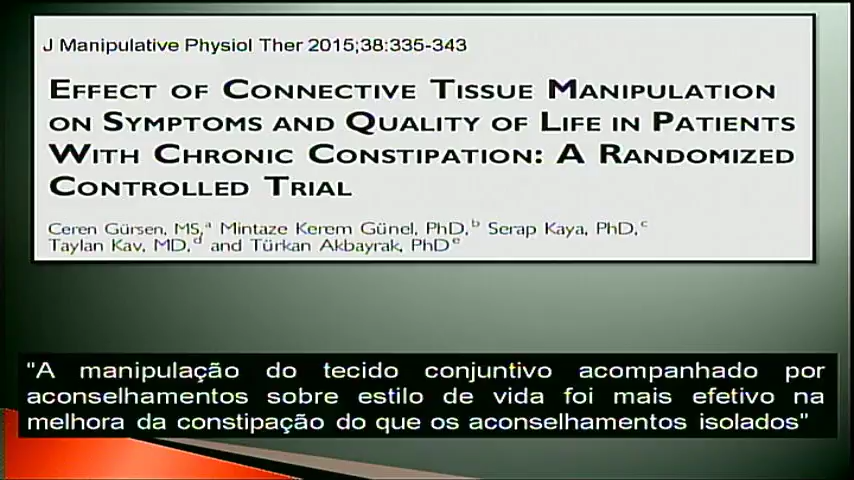 J Manipulative Physiol Ther 2015;38:335-343
EFFECT OF CONNECTIVE TISSUE MANIPULATION
ON SYMPTOMS AND QUALITY OF LIFE IN PATIENTS
WITH CHRONIC CONSTIPATION: A RANDOMIZED
CONTROLLED TRIAL
Ceren Gürsen, MS,a Mintaze Kerem Günel, PhD,b Serap Kaya, PhD,c
Taylan Kav, MD,d and Türkan Akbayrak, PhDe
"A manipulação do tecido conjuntivo acompanhado por
aconselhamentos sobre estilo de vida foi mais efetivo na
melhora da constipação do que os aconselhamentos isolados"